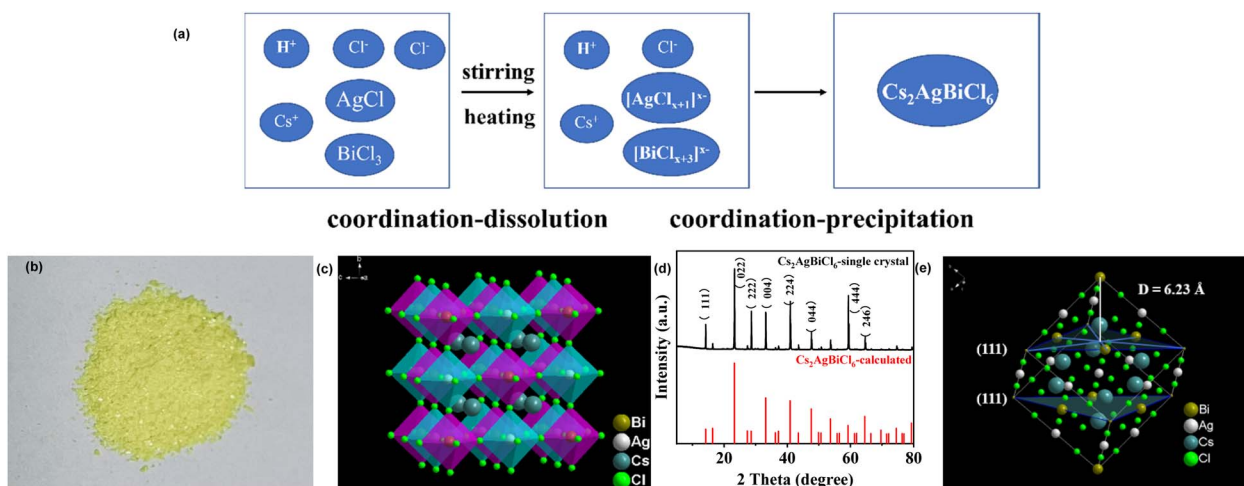 (a)
H⁺ Cl⁻ Cl⁻
AgCl
Cs⁺
BiCl₃
stirring
heating
H⁺ Cl⁻
[AgClₓ₊₁]ˣ⁻
Cs⁺
[BiClₓ₊₃]ˣ⁻
Cs₂AgBiCl₆
coordination-dissolution
coordination-precipitation
(b)
(c)
b
c a
Bi
Ag
Cs
Cl
(d)
Intensity (a.u.)
Cs₂AgBiCl₆-single crystal
(111)
(022)
(222)
(004)
(224)
(044)
(444)
(246)
Cs₂AgBiCl₆-calculated
0 20 40 60 80
2 Theta (degree)
(e)
D = 6.23 Å
(111)
(111)
Bi
Ag
Cs
Cl